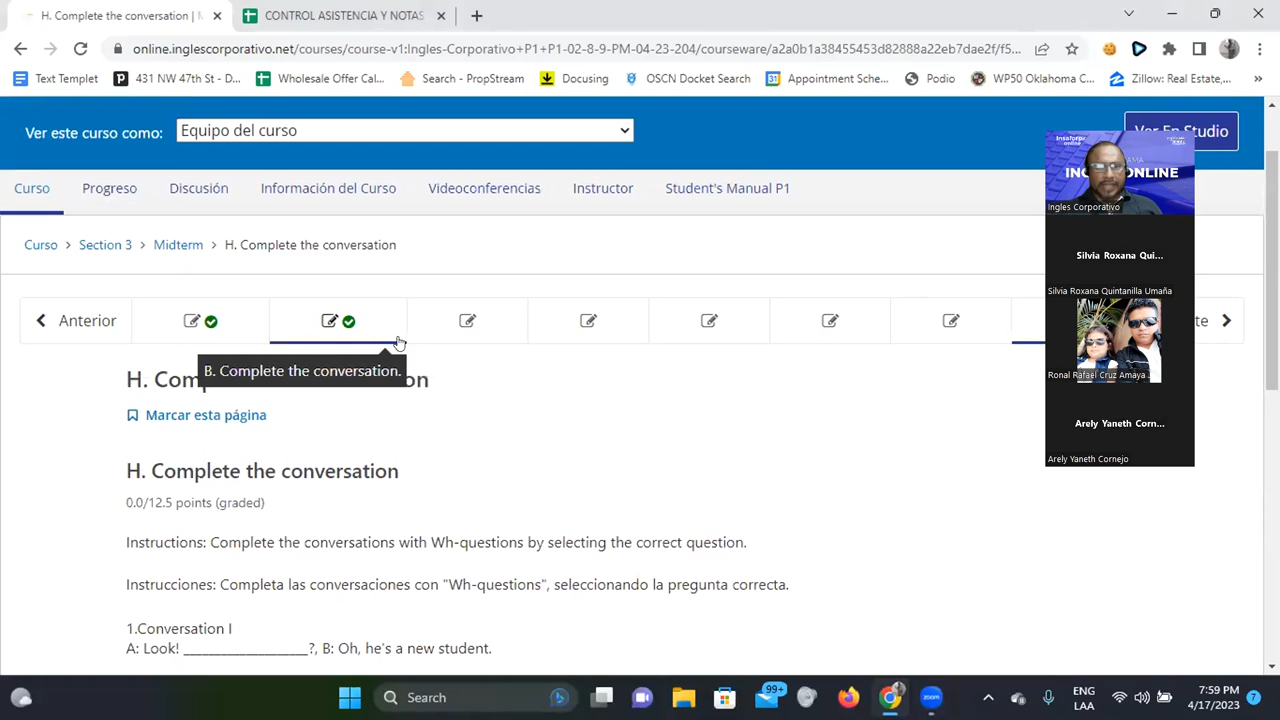 H. Complete the conversation |
CONTROL ASISTENCIA Y NOTAS
online.inglescorporativo.net/courses/course-v1:Ingles-Corporativo+P1+P1-02-8-9-PM-04-23-204/courseware/a2a0b1a38455453d82888a22eb7dae2f/f5...
Text Templet
431 NW 47th St - D...
Wholesale Offer Cal...
Search - PropStream
Docusing
OSCN Docket Search
Appointment Sche...
Podio
WP50 Oklahoma C...
Zillow: Real Estate,...
Ver este curso como:
Equipo del curso
Ver En Studio
Curso
Progreso
Discusión
Información del Curso
Videoconferencias
Instructor
Student's Manual P1
Ingles Corporativo
Silvia Roxana Qui...
Silvia Roxana Quintanilla Umaña
Ronal Rafael Cruz Amaya
Arely Yaneth Corn...
Arely Yaneth Cornejo
Curso > Section 3 > Midterm > H. Complete the conversation
Anterior
B. Complete the conversation.
Marcar esta página
H. Complete the conversation
0.0/12.5 points (graded)
Instructions: Complete the conversations with Wh-questions by selecting the correct question.
Instrucciones: Completa las conversaciones con "Wh-questions", seleccionando la pregunta correcta.
1.Conversation I
A: Look! ____________________?, B: Oh, he's a new student.
Search
99+
ENG
LAA
7:59 PM
4/17/2023
7